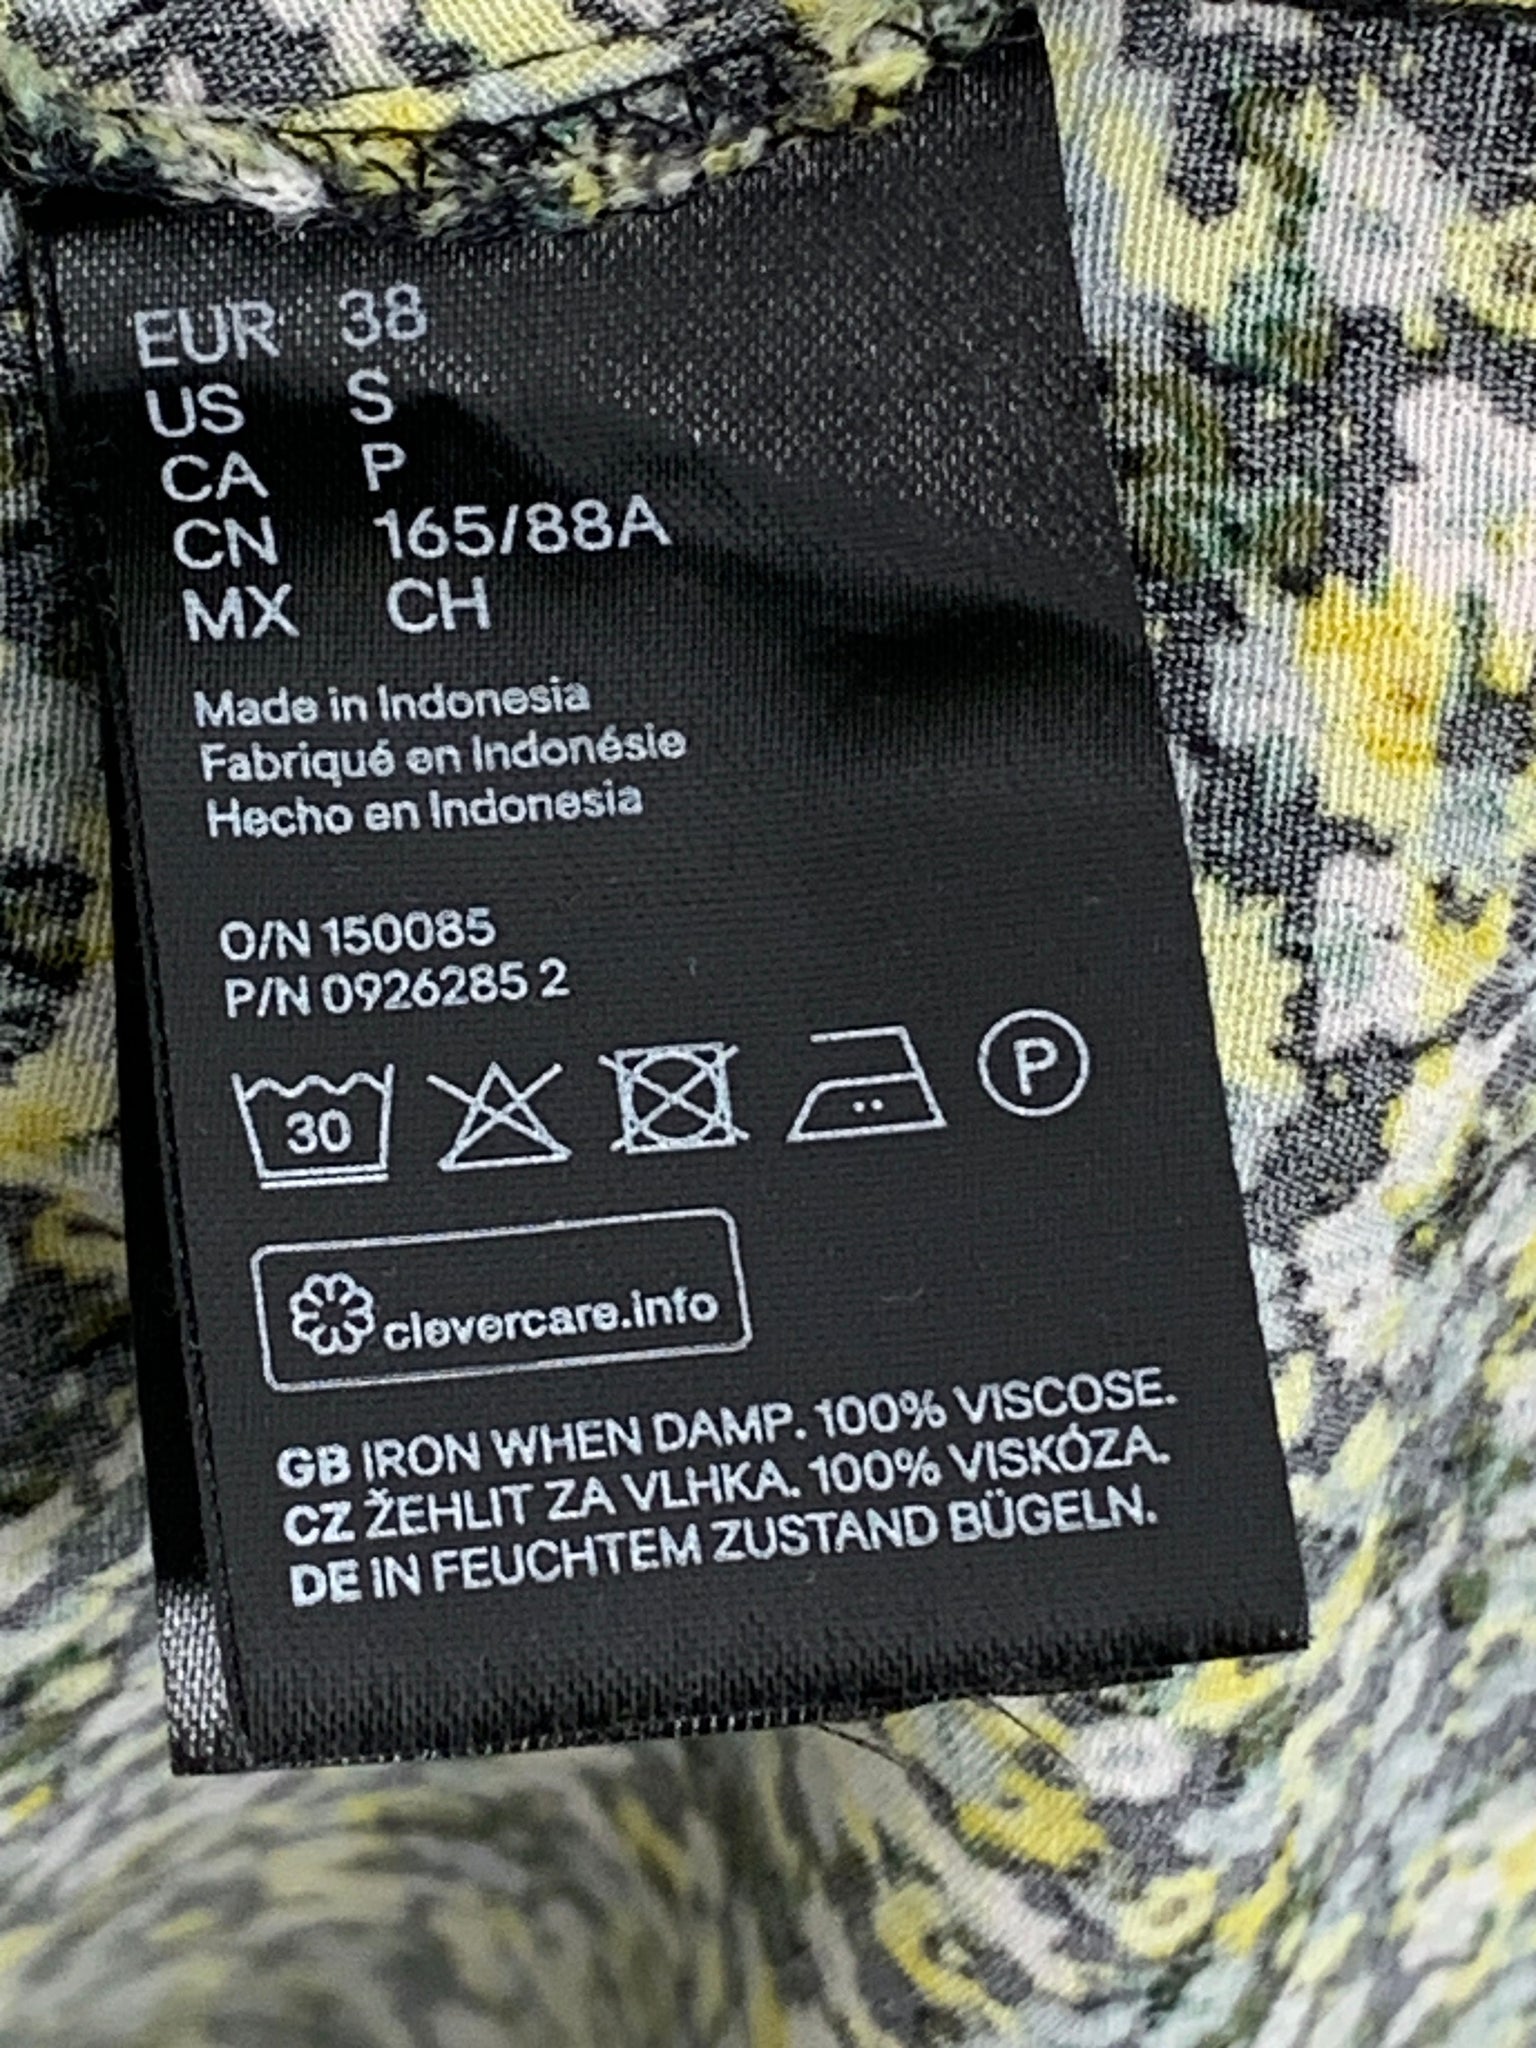 EUR 38
US S
CA P
CN 165/88A
MX CH
Made in Indonesia
Fabriqué en Indonésie
Hecho en Indonesia
O/N 150085
P/N 0926285 2
30 P
clevercare.info
GB IRON WHEN DAMP. 100% VISCOSE.
CZ ŽEHLIT ZA VLHKA. 100% VISKÓZA.
DE IN FEUCHTEM ZUSTAND BÜGELN.